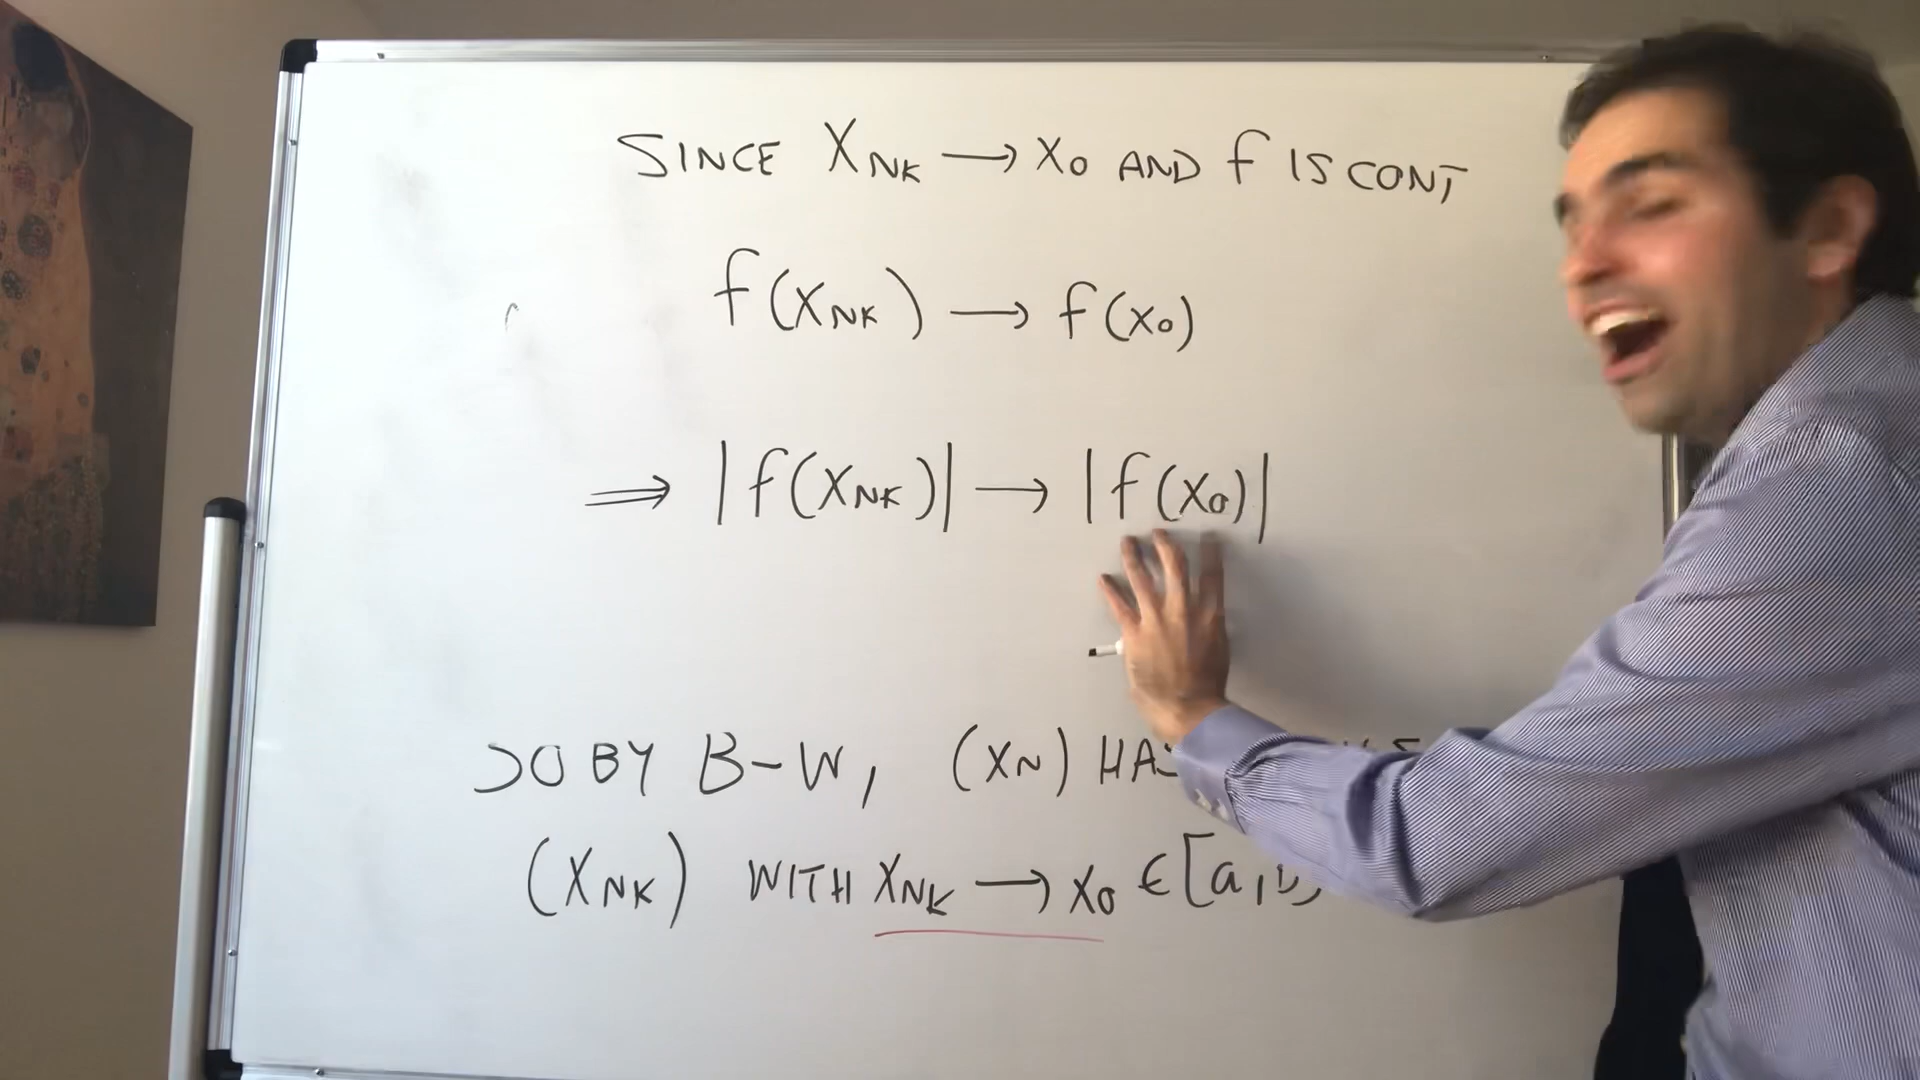 SINCE XNK → X0 AND f IS CONT
f(XNK) → f(X0)
⟹ |f(XNK)| → |f(X0)|
SO BY B-W, (XN) HAS
(XNK) WITH XNK → X0 ∈ [a,b